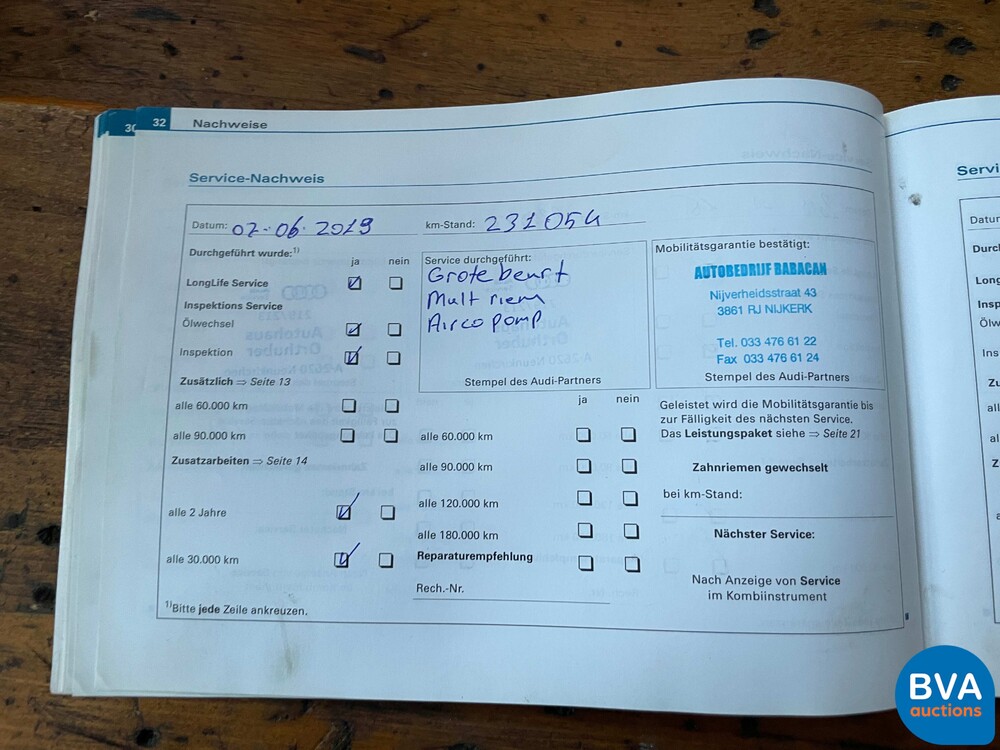 30
32 Nachweise
Service-Nachweis
Datum: 07-06-2019 km-Stand: 231054
Durchgeführt wurde:1)
ja nein
LongLife Service
Inspektions Service
Ölwechsel
Inspektion
Zusätzlich ⇒ Seite 13
alle 60.000 km
alle 90.000 km
Zusatzarbeiten ⇒ Seite 14
alle 2 Jahre
alle 30.000 km
1)Bitte jede Zeile ankreuzen.
Service durchgeführt:
Grote beurt
Mult riem
Airco pomp
Stempel des Audi-Partners
ja nein
alle 60.000 km
alle 90.000 km
alle 120.000 km
alle 180.000 km
Reparaturempfehlung
Rech.-Nr.
Mobilitätsgarantie bestätigt:
AUTOBEDRIJF BABACAN
Nijverheidsstraat 43
3861 RJ NIJKERK
Tel. 033 476 61 22
Fax 033 476 61 24
Stempel des Audi-Partners
Geleistet wird die Mobilitätsgarantie bis
zur Fälligkeit des nächsten Service.
Das Leistungspaket siehe ⇒ Seite 21
Zahnriemen gewechselt
bei km-Stand:
Nächster Service:
Nach Anzeige von Service
im Kombiinstrument
BVA
auctions